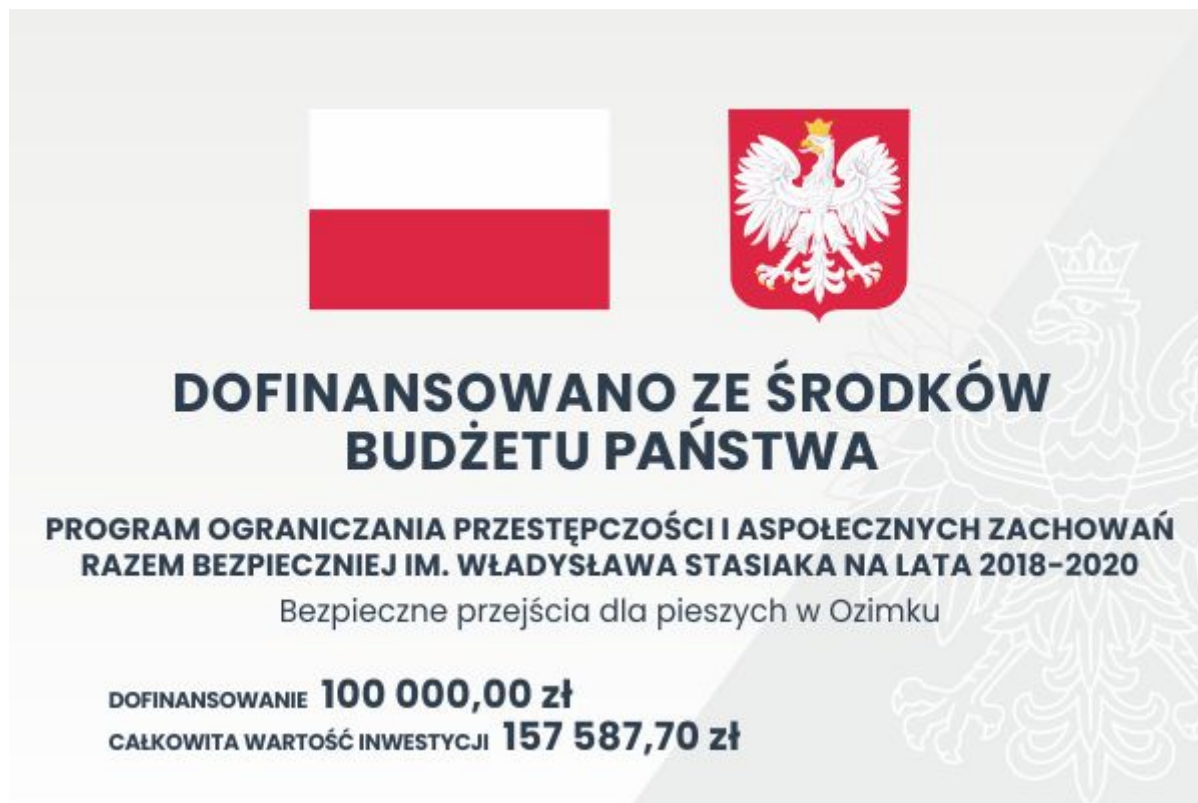 DOFINANSOWANO ZE ŚRODKÓW
BUDŻETU PAŃSTWA
PROGRAM OGRANICZANIA PRZESTĘPCZOŚCI I ASPOŁECZNYCH ZACHOWAŃ
RAZEM BEZPIECZNIEJ IM. WŁADYSŁAWA STASIAKA NA LATA 2018-2020
Bezpieczne przejścia dla pieszych w Ozimku
DOFINANSOWANIE 100 000,00 zł
CAŁKOWITA WARTOŚĆ INWESTYCJI 157 587,70 zł